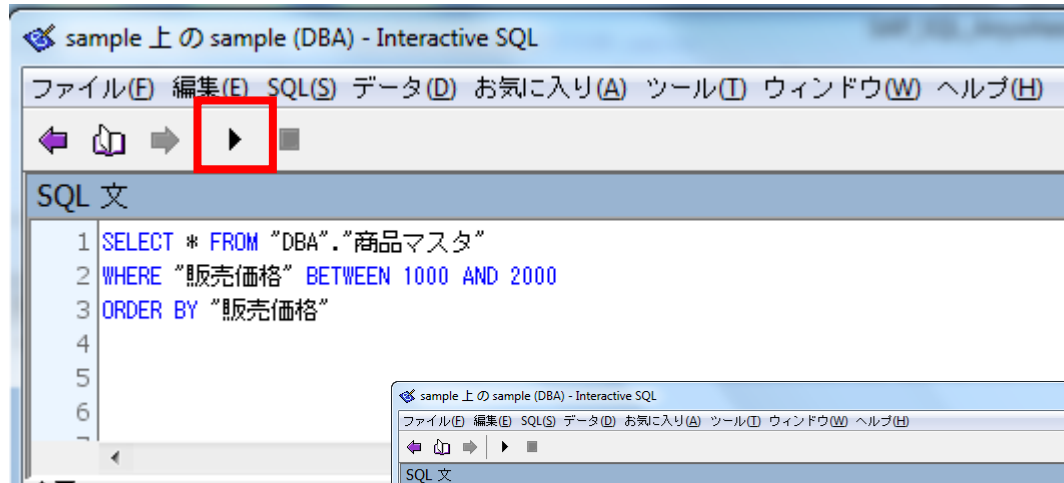 sample 上 の sample (DBA) - Interactive SQL
ファイル(F) 編集(E) SQL(S) データ(D) お気に入り(A) ツール(T) ウィンドウ(W) ヘルプ(H)
SQL 文
1 SELECT * FROM "DBA"."商品マスタ"
2 WHERE "販売価格" BETWEEN 1000 AND 2000
3 ORDER BY "販売価格"
4
5
6
sample 上 の sample (DBA) - Interactive SQL
ファイル(F) 編集(E) SQL(S) データ(D) お気に入り(A) ツール(T) ウィンドウ(W) ヘルプ(H)
SQL 文